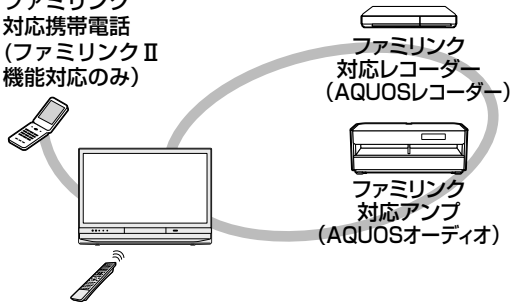 ファミリンク
対応携帯電話
(ファミリンクⅡ
機能対応のみ)
ファミリンク
対応レコーダー
(AQUOSレコーダー)
ファミリンク
対応アンプ
(AQUOSオーディオ)